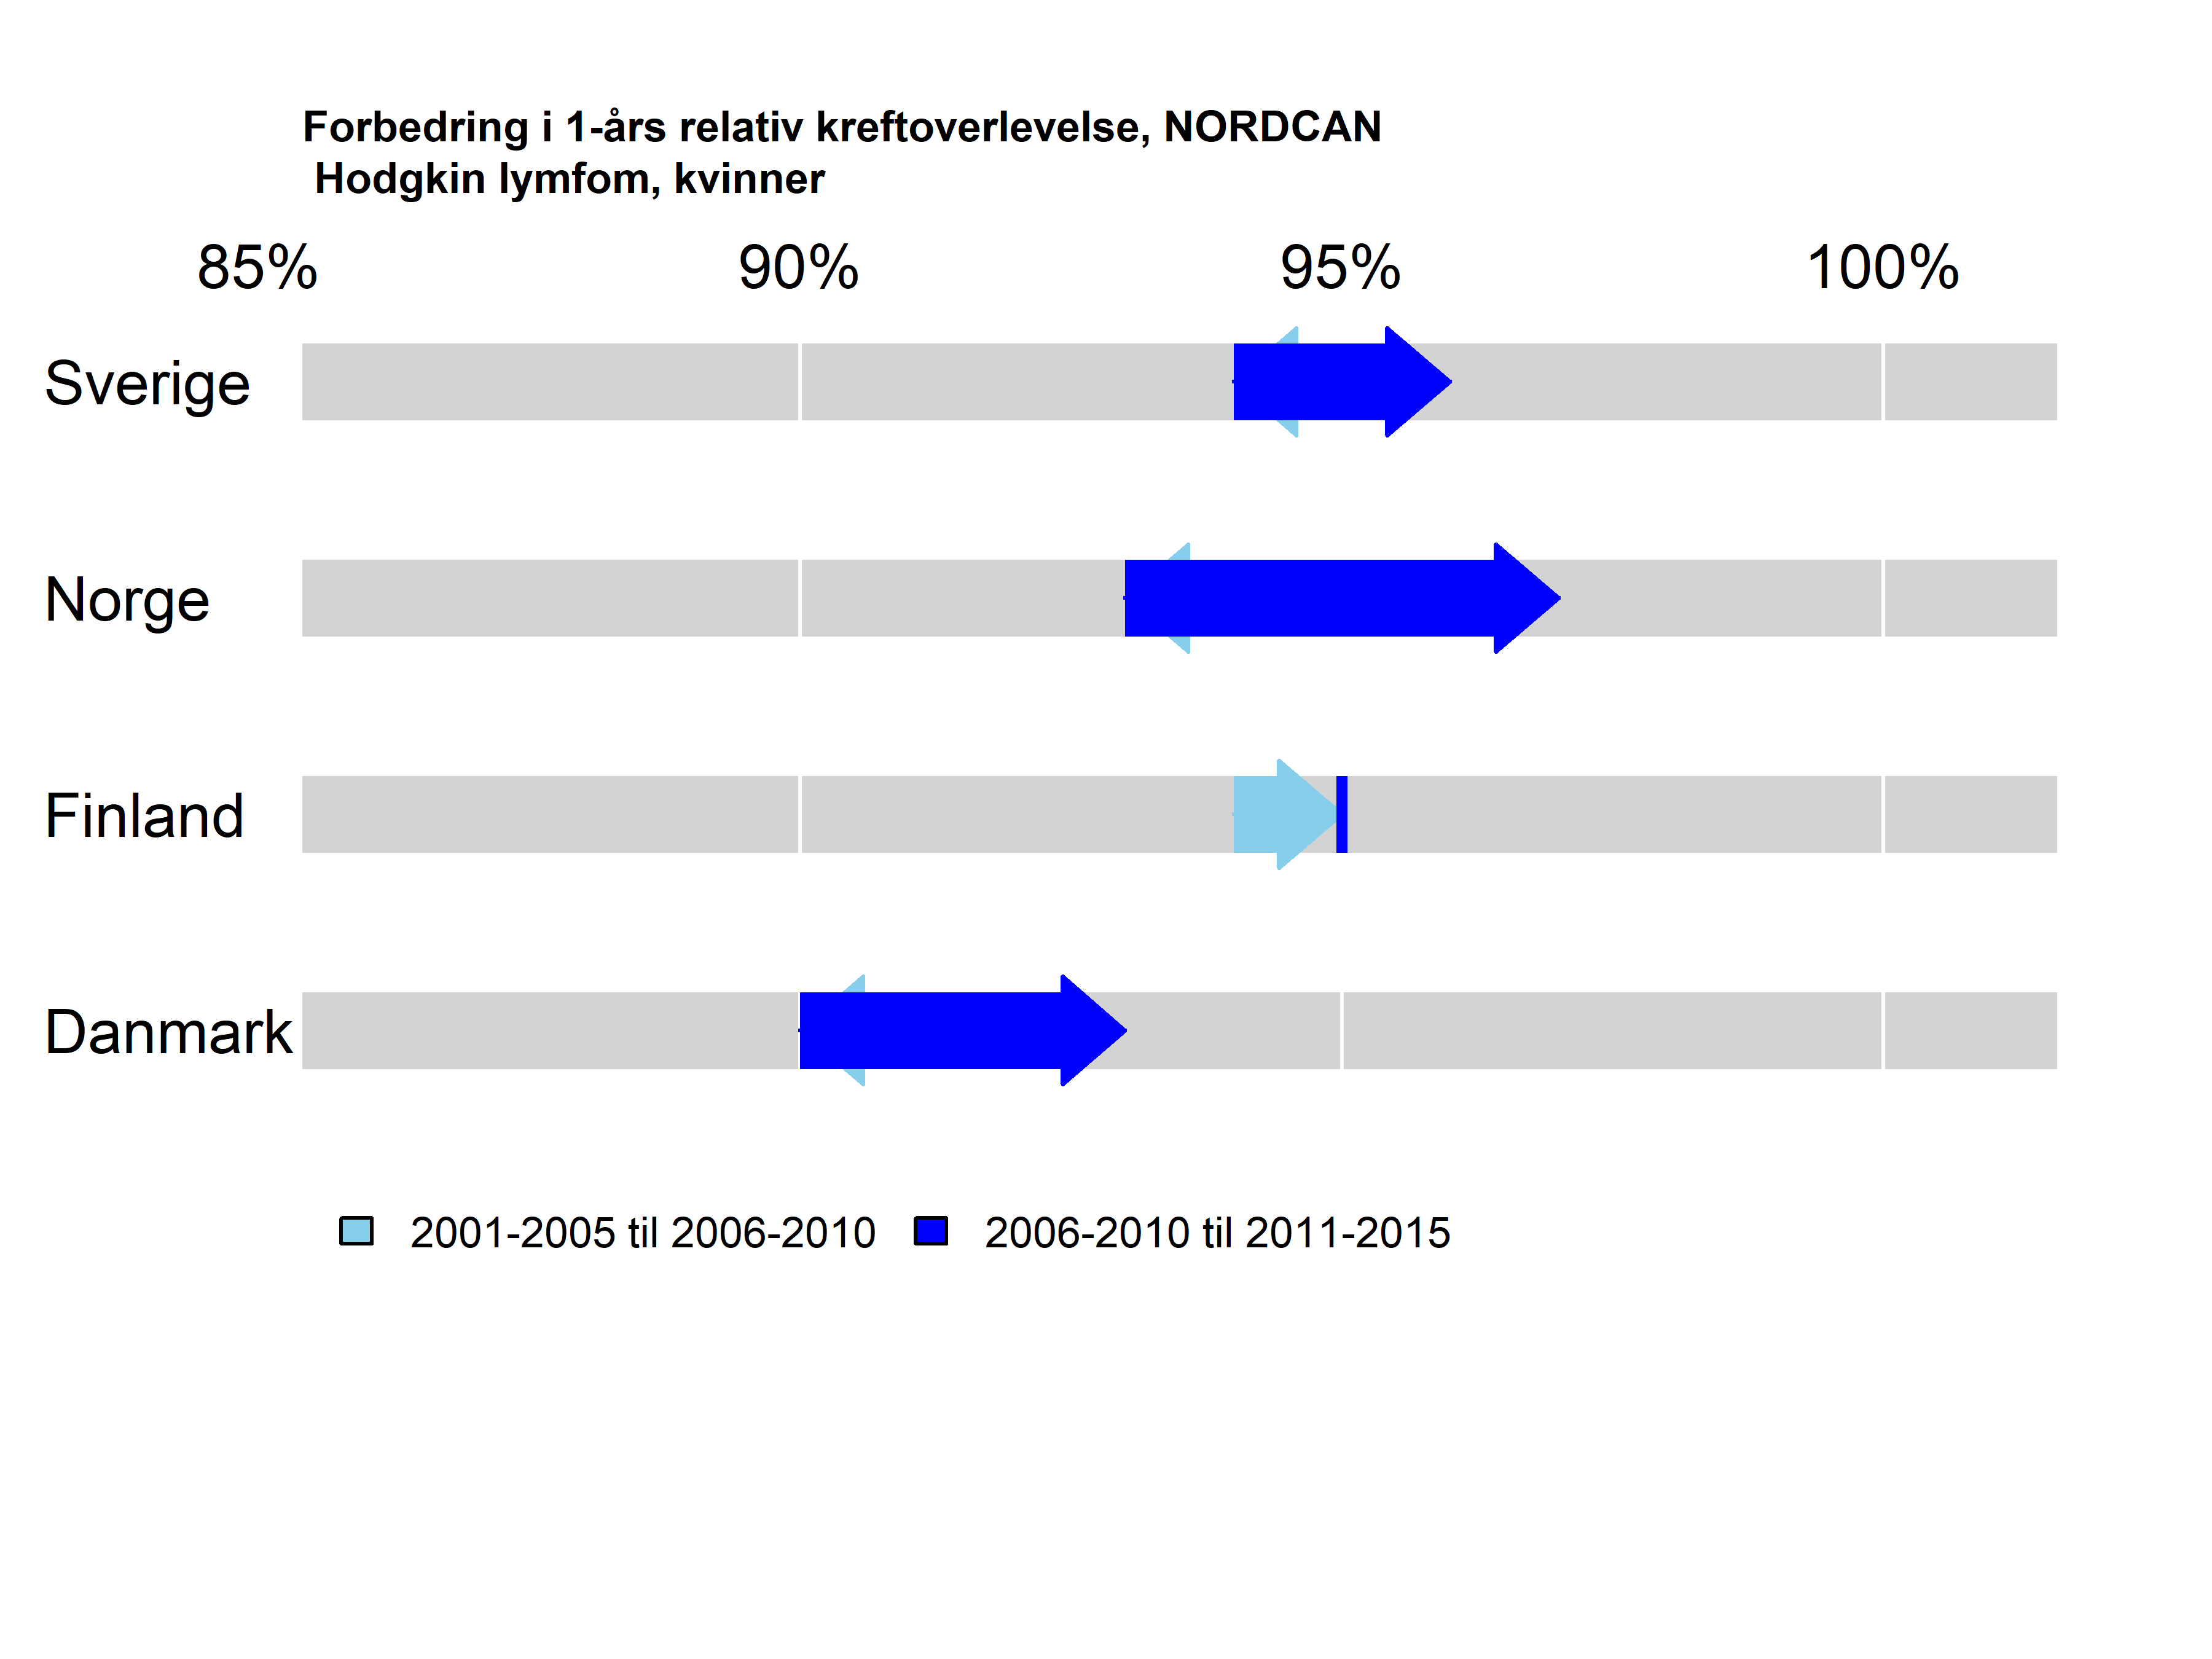 Forbedring i 1-års relativ kreftoverlevelse, NORDCAN
Hodgkin lymfom, kvinner
85% 90% 95% 100%
Sverige
Norge
Finland
Danmark
2001-2005 til 2006-2010 2006-2010 til 2011-2015